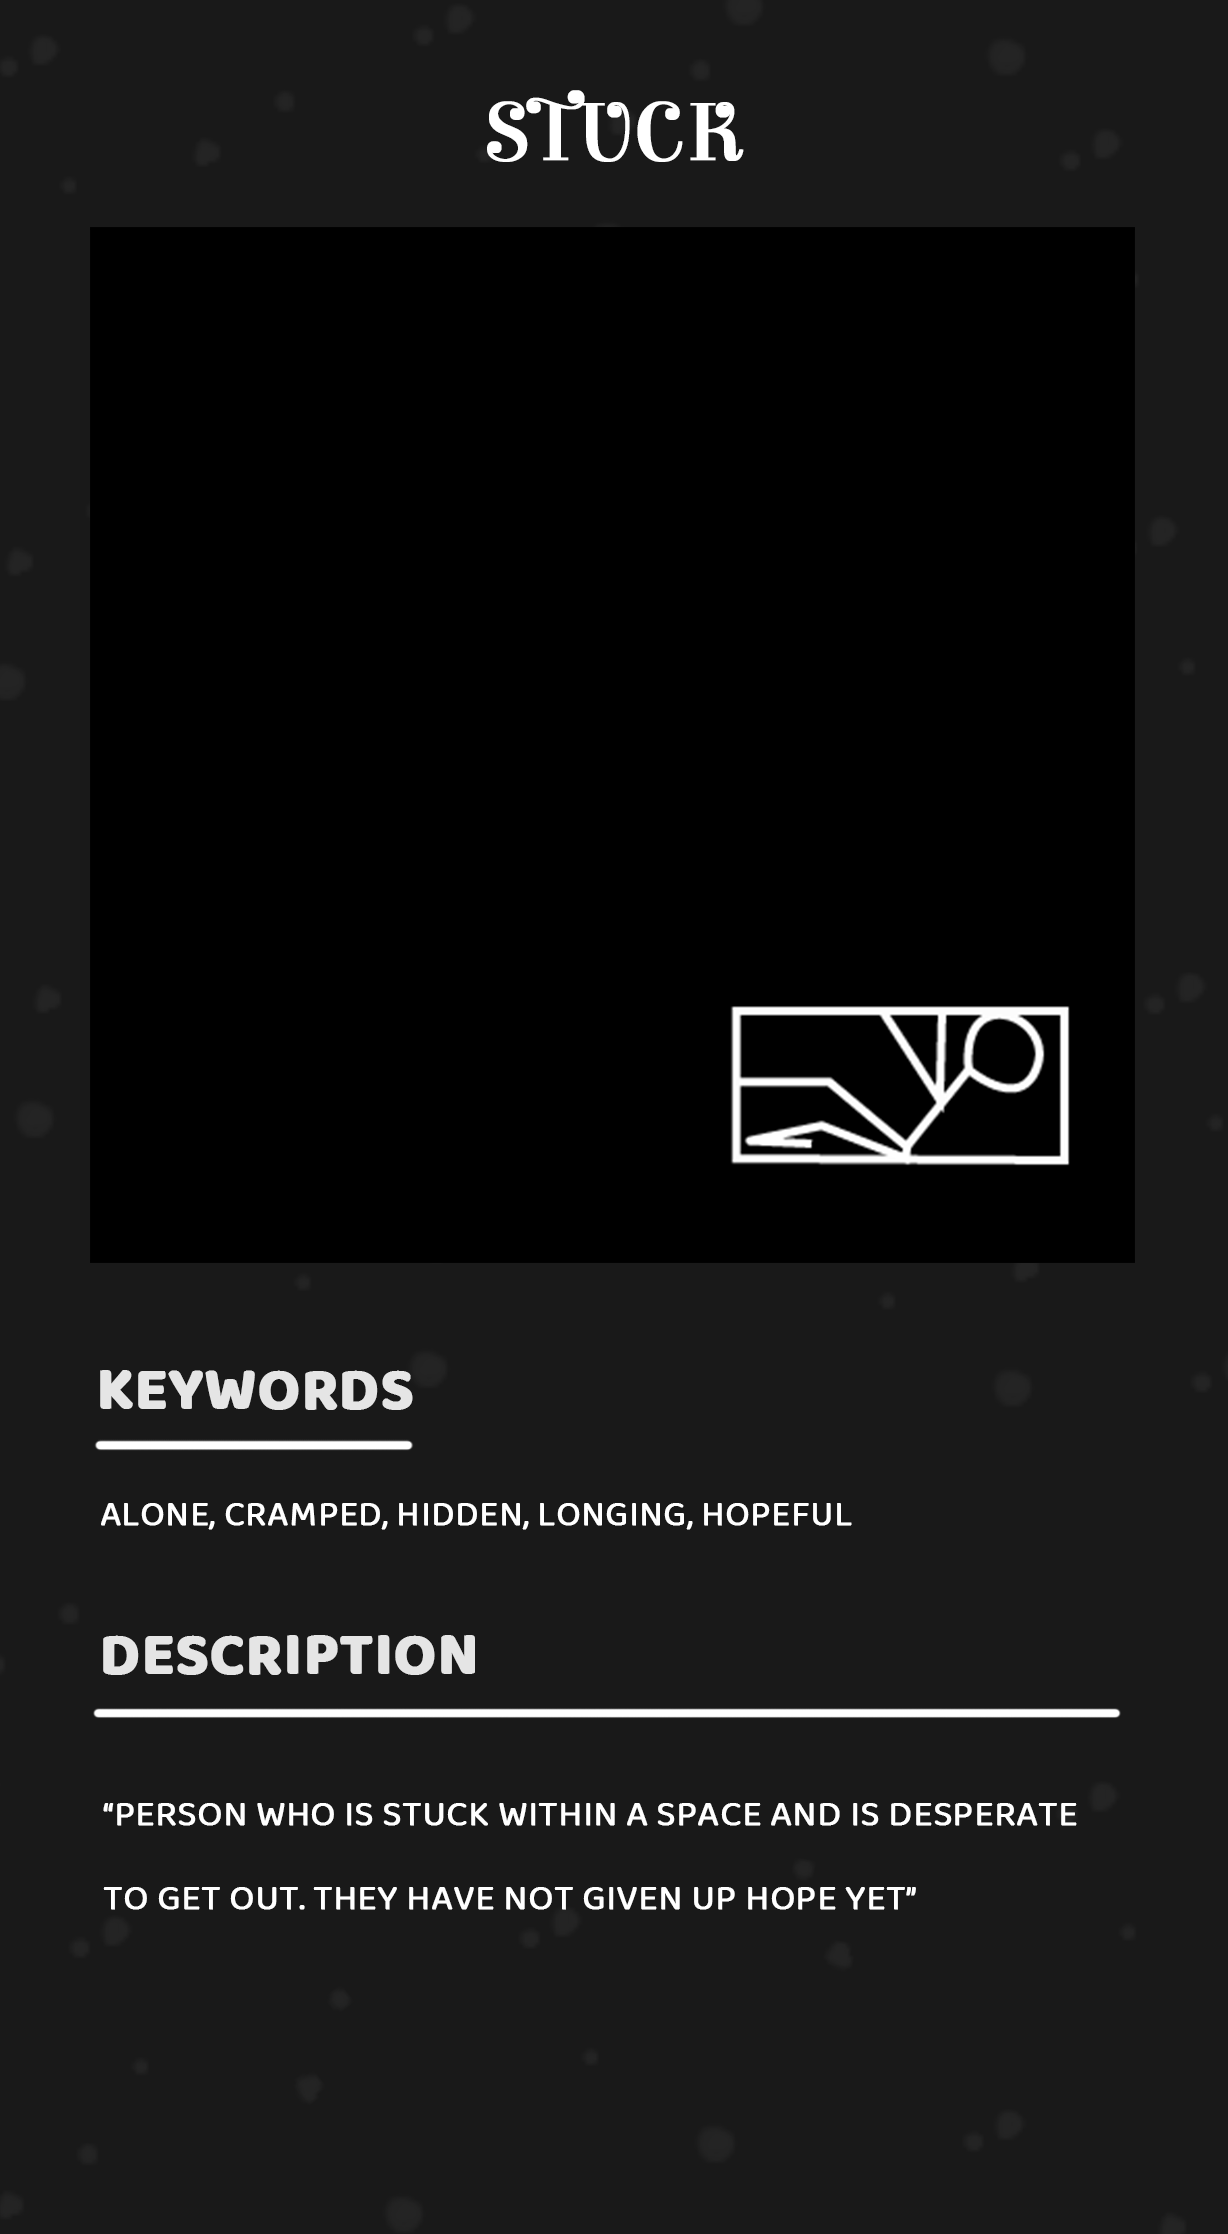 STUCK
KEYWORDS
ALONE, CRAMPED, HIDDEN, LONGING, HOPEFUL
DESCRIPTION
“PERSON WHO IS STUCK WITHIN A SPACE AND IS DESPERATE
TO GET OUT. THEY HAVE NOT GIVEN UP HOPE YET”